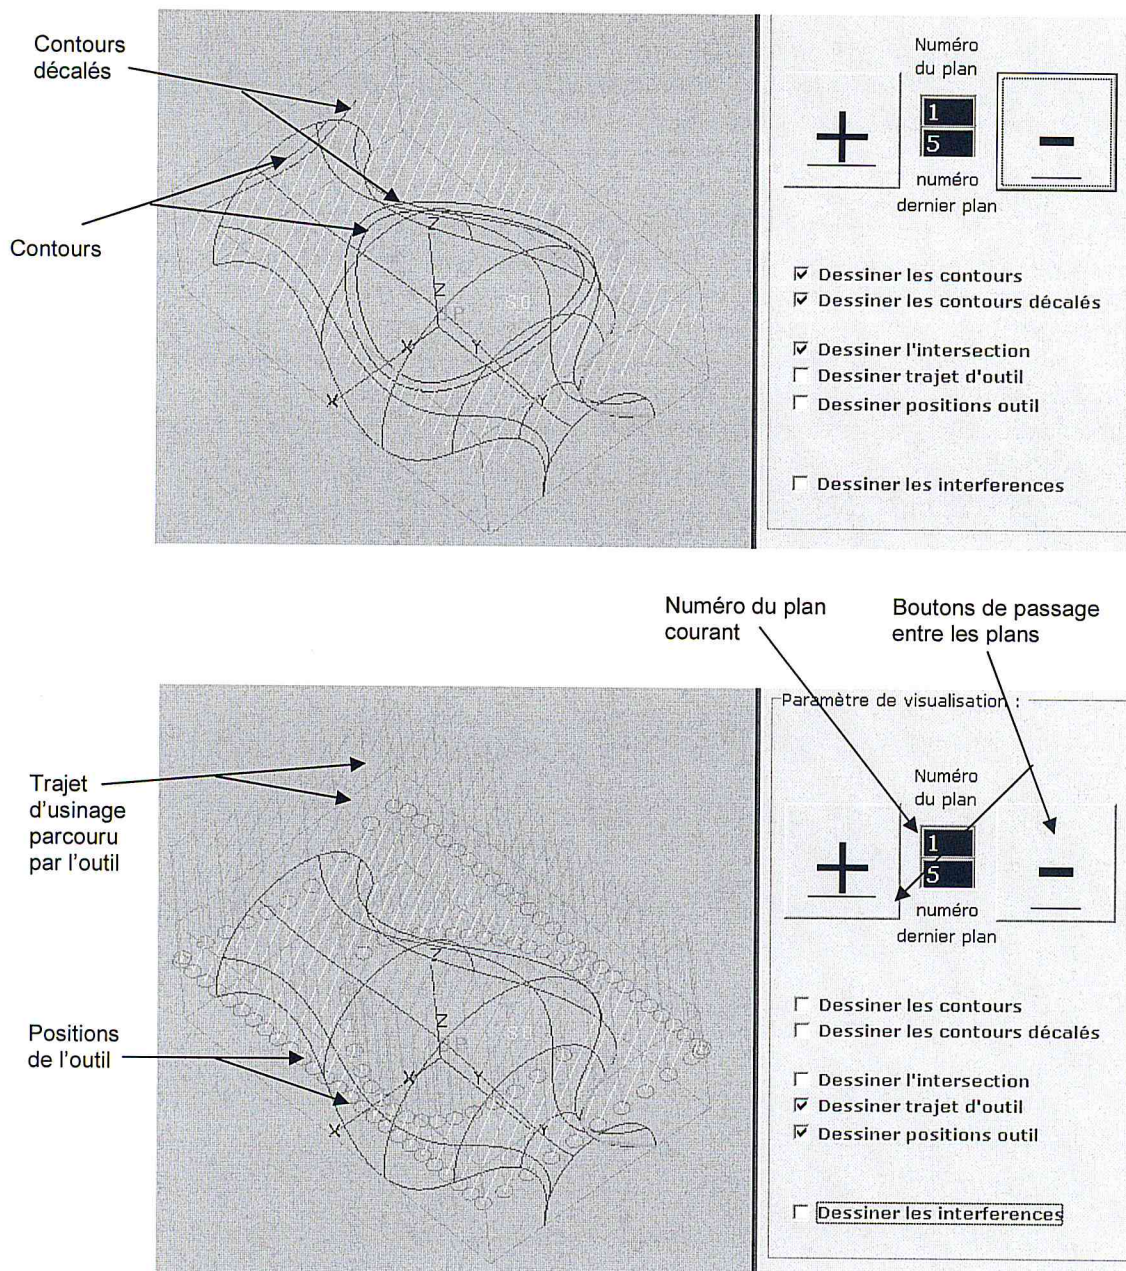 Contours
décalés
Contours
Z
Z
X
Y
X
Y
Numéro
du plan
+
1
5
-
numéro
dernier plan
Dessiner les contours
Dessiner les contours décalés
Dessiner l'intersection
Dessiner trajet d'outil
Dessiner positions outil
Dessiner les interferences
Numéro du plan
courant
Boutons de passage
entre les plans
Trajet
d'usinage
parcouru
par l'outil
Positions
de l'outil
Z
Z
X
Y
X
Y
Paramètre de visualisation :
Numéro
du plan
+
1
5
-
numéro
dernier plan
Dessiner les contours
Dessiner les contours décalés
Dessiner l'intersection
Dessiner trajet d'outil
Dessiner positions outil
Dessiner les interferences